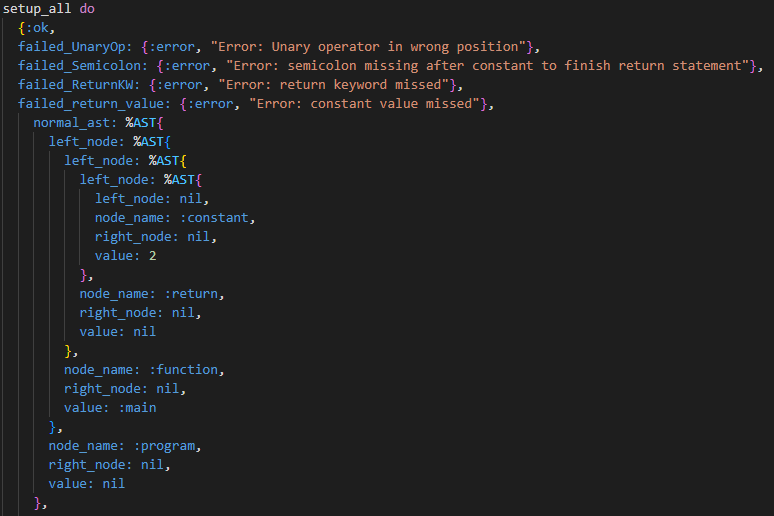 setup_all do
  {:ok,
  failed_UnaryOp: {:error, "Error: Unary operator in wrong position"},
  failed_Semicolon: {:error, "Error: semicolon missing after constant to finish return statement"},
  failed_ReturnKW: {:error, "Error: return keyword missed"},
  failed_return_value: {:error, "Error: constant value missed"},
    normal_ast: %AST{
      left_node: %AST{
        left_node: %AST{
          left_node: %AST{
            left_node: nil,
            node_name: :constant,
            right_node: nil,
            value: 2
          },
          node_name: :return,
          right_node: nil,
          value: nil
        },
        node_name: :function,
        right_node: nil,
        value: :main
      },
      node_name: :program,
      right_node: nil,
      value: nil
    },